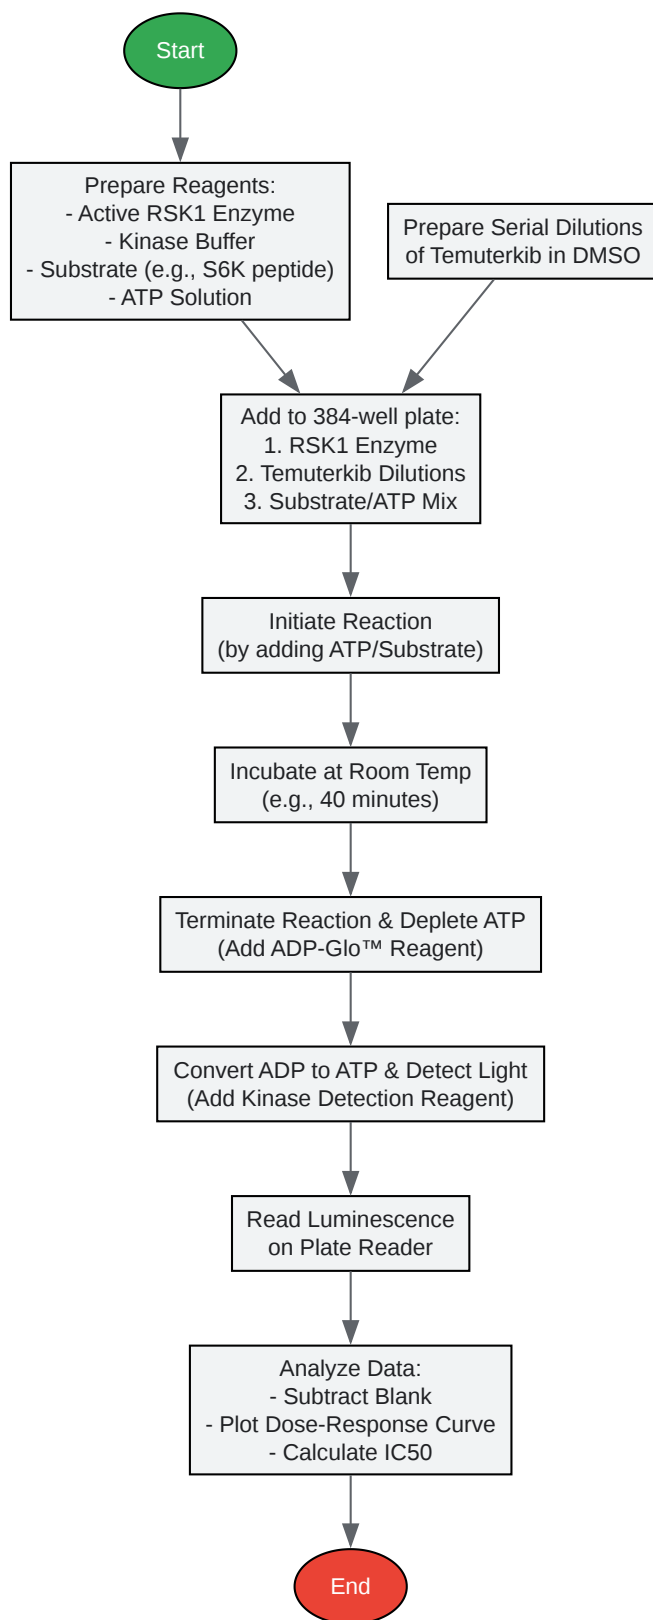 Start
Prepare Reagents:
- Active RSK1 Enzyme
- Kinase Buffer
- Substrate (e.g., S6K peptide)
- ATP Solution
Prepare Serial Dilutions
of Temuterkib in DMSO
Add to 384-well plate:
1. RSK1 Enzyme
2. Temuterkib Dilutions
3. Substrate/ATP Mix
Initiate Reaction
(by adding ATP/Substrate)
Incubate at Room Temp
(e.g., 40 minutes)
Terminate Reaction & Deplete ATP
(Add ADP-Glo™ Reagent)
Convert ADP to ATP & Detect Light
(Add Kinase Detection Reagent)
Read Luminescence
on Plate Reader
Analyze Data:
- Subtract Blank
- Plot Dose-Response Curve
- Calculate IC50
End